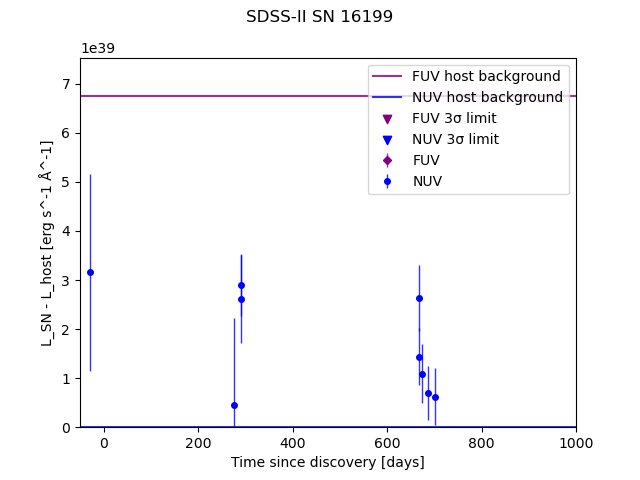 SDSS-II SN 16199
1e39
FUV host background
NUV host background
FUV 3σ limit
NUV 3σ limit
FUV
NUV
L_SN - L_host [erg s^-1 Å^-1]
7
6
5
4
3
2
1
0
0 200 400 600 800 1000
Time since discovery [days]